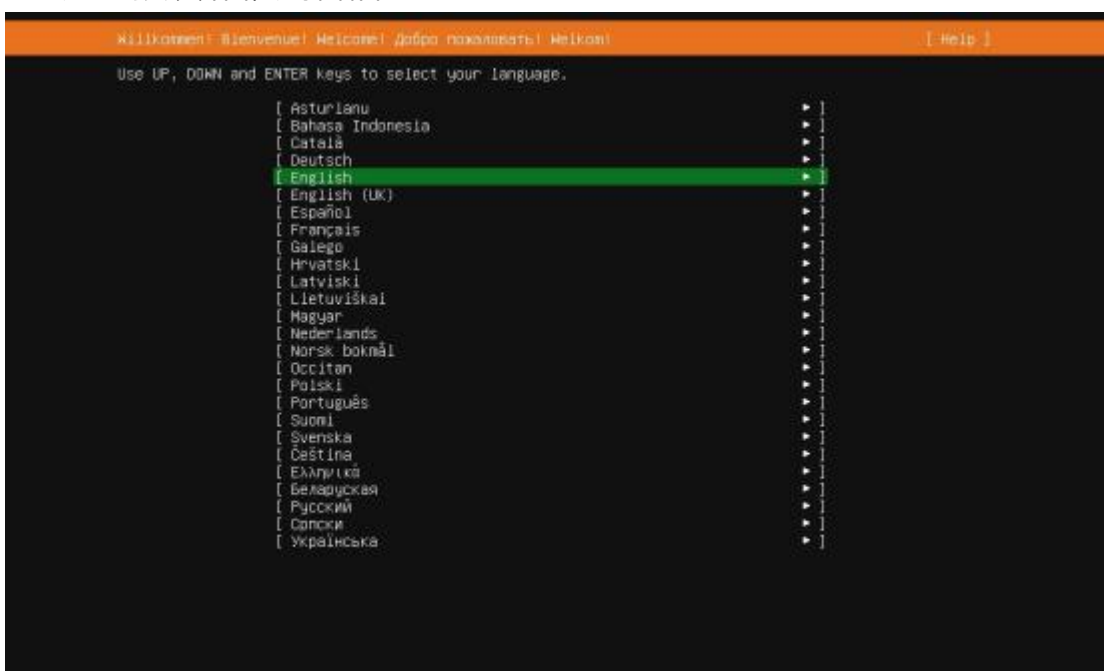 Willkommen! Bienvenue! Welcome! Добро пожаловать! Welkom! [ Help ]
Use UP, DOWN and ENTER keys to select your language.
[ Asturianu ► ]
[ Bahasa Indonesia ► ]
[ Català ► ]
[ Deutsch ► ]
[ English ► ]
[ English (UK) ► ]
[ Español ► ]
[ Français ► ]
[ Galego ► ]
[ Hrvatski ► ]
[ Latviski ► ]
[ Lietuviškai ► ]
[ Magyar ► ]
[ Nederlands ► ]
[ Norsk bokmål ► ]
[ Occitan ► ]
[ Polski ► ]
[ Português ► ]
[ Suomi ► ]
[ Svenska ► ]
[ Čeština ► ]
[ Ελληνικά ► ]
[ Беларуская ► ]
[ Русский ► ]
[ Српски ► ]
[ Українська ► ]